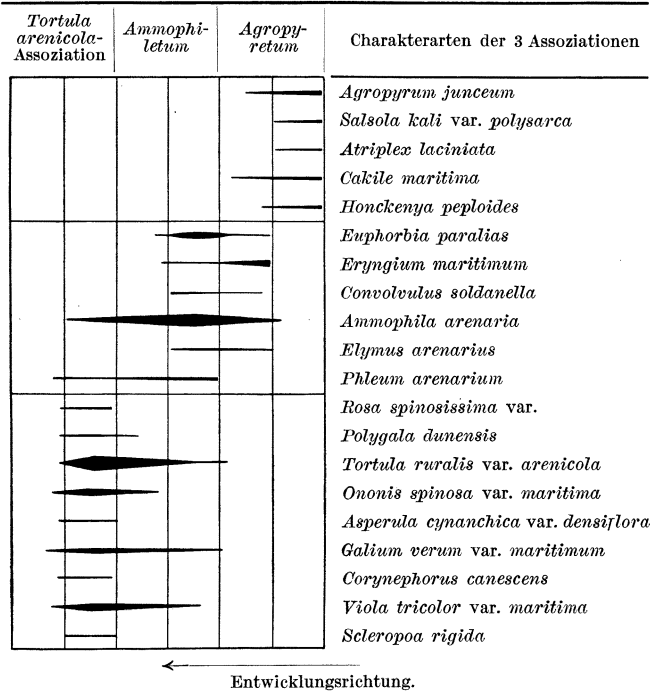 Tortula
arenicola-
Assoziation
Ammophi-
letum
Agropy-
retum
Charakterarten der 3 Assoziationen
Agropyrum junceum
Salsola kali var. polysarca
Atriplex laciniata
Cakile maritima
Honckenya peploides
Euphorbia paralias
Eryngium maritimum
Convolvulus soldanella
Ammophila arenaria
Elymus arenarius
Phleum arenarium
Rosa spinosissima var.
Polygala dunensis
Tortula ruralis var. arenicola
Ononis spinosa var. maritima
Asperula cynanchica var. densiflora
Galium verum var. maritimum
Corynephorus canescens
Viola tricolor var. maritima
Scleropoa rigida
Entwicklungsrichtung.